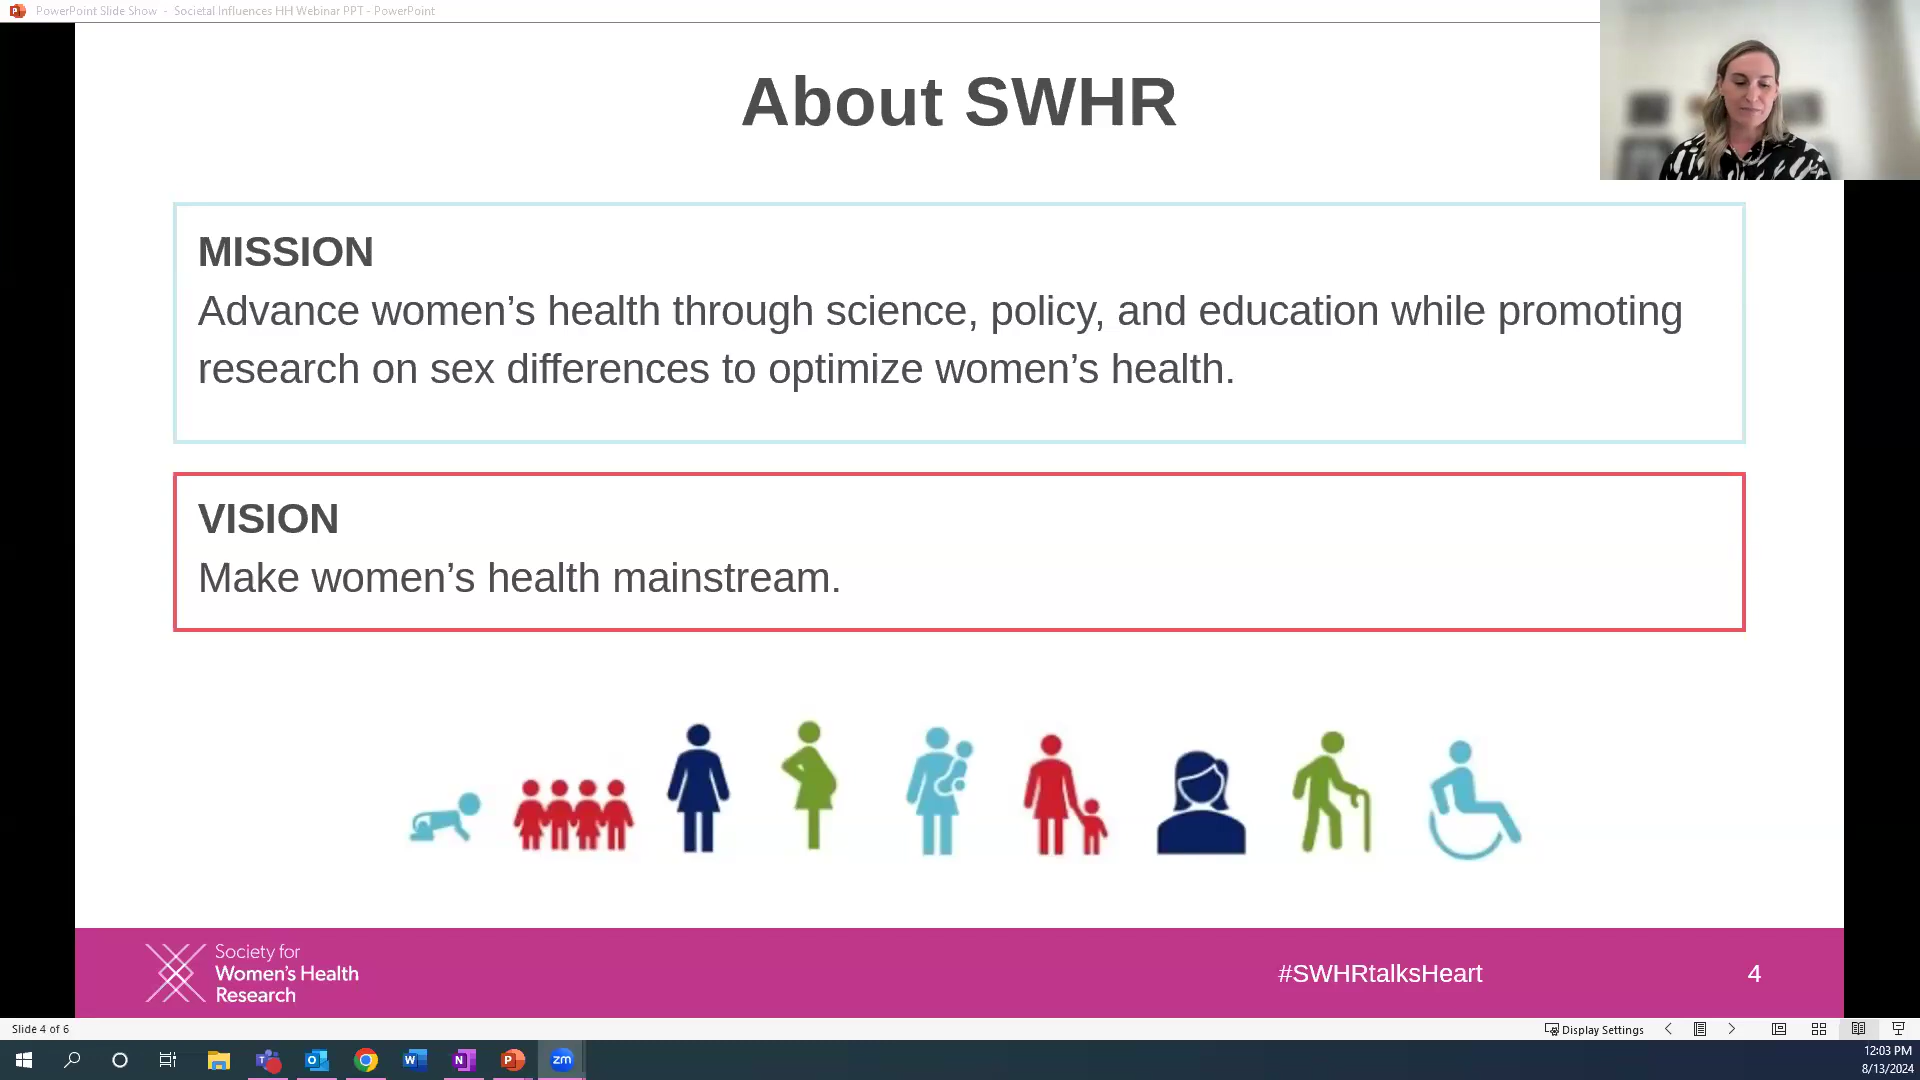 PowerPoint Slide Show - Societal Influences HH Webinar PPT - PowerPoint
About SWHR
MISSION
Advance women’s health through science, policy, and education while promoting
research on sex differences to optimize women’s health.
VISION
Make women’s health mainstream.
Society for
Women's Health
Research
#SWHRtalksHeart
4
Slide 4 of 6
Display Settings
zm
12:03 PM
8/13/2024